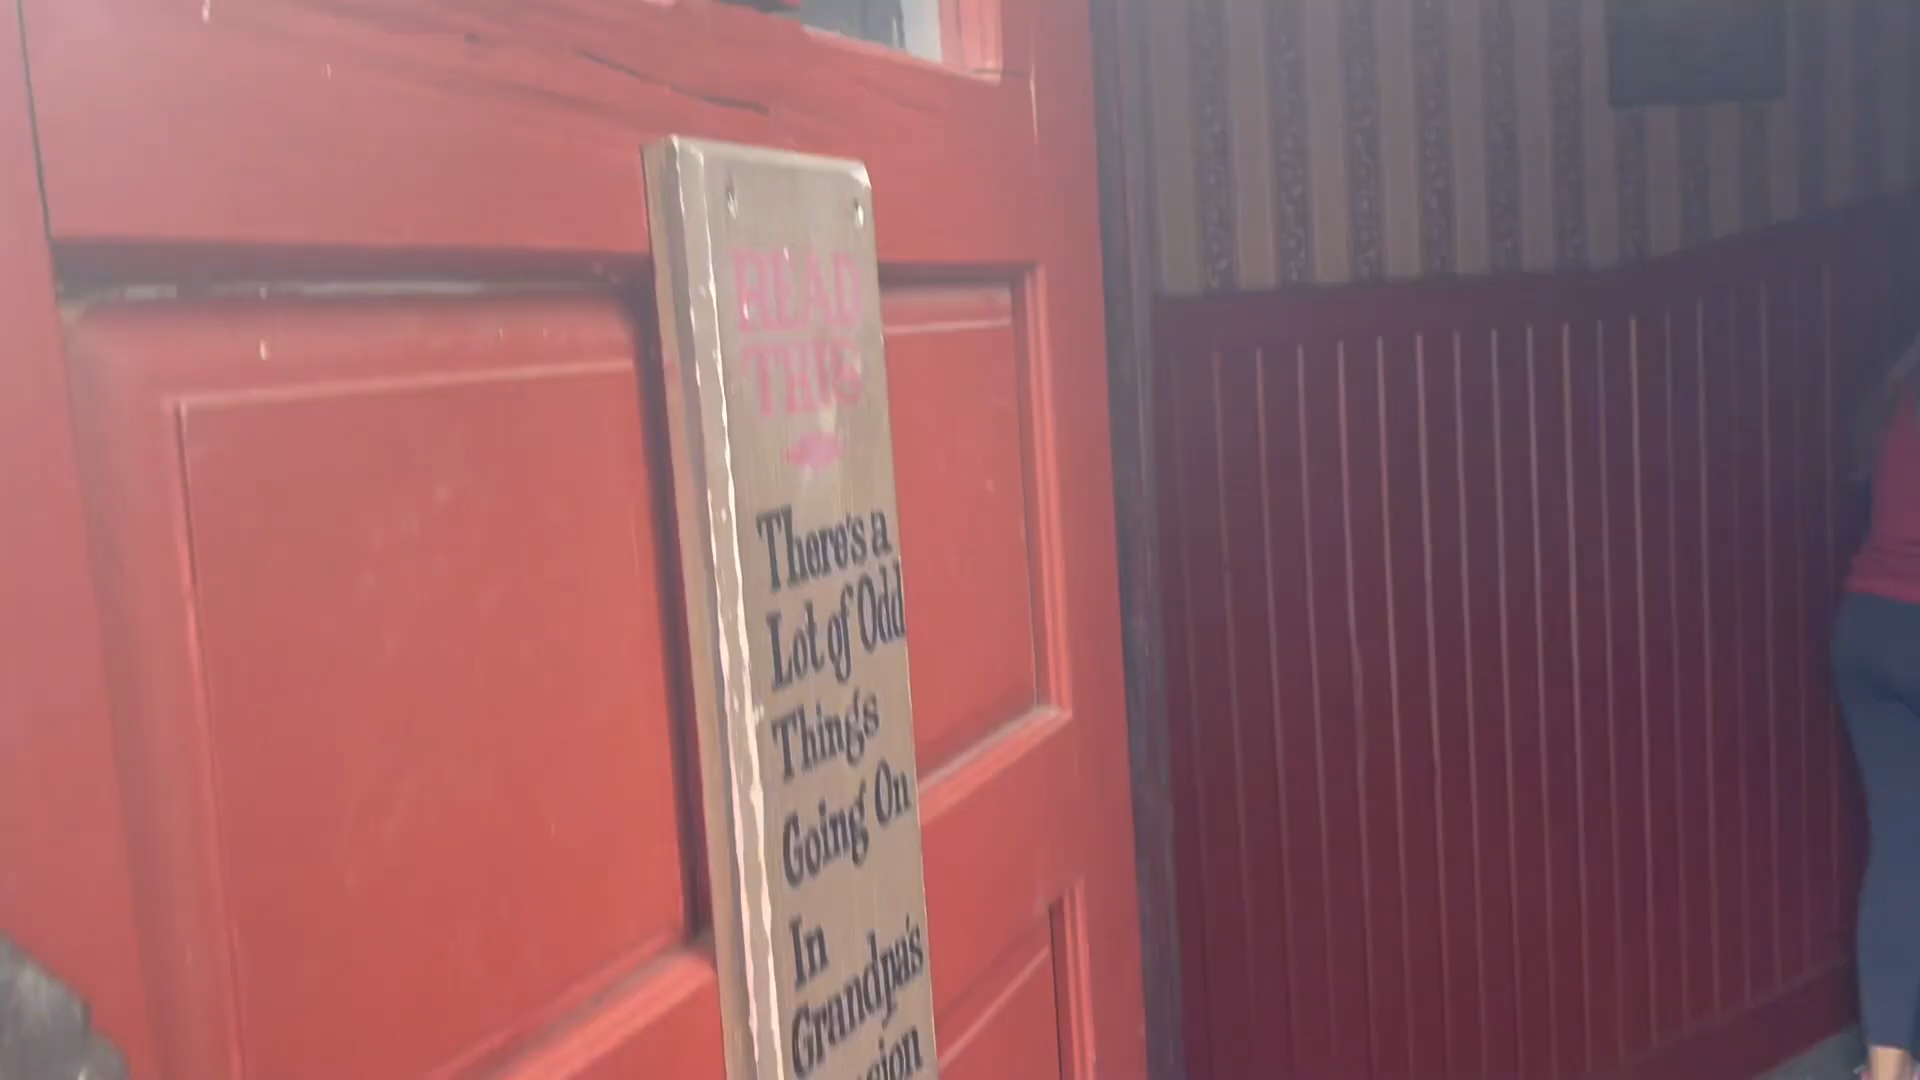 READ
THIS
There's a
Lot of Odd
Things
Going On
In
Grandpa's